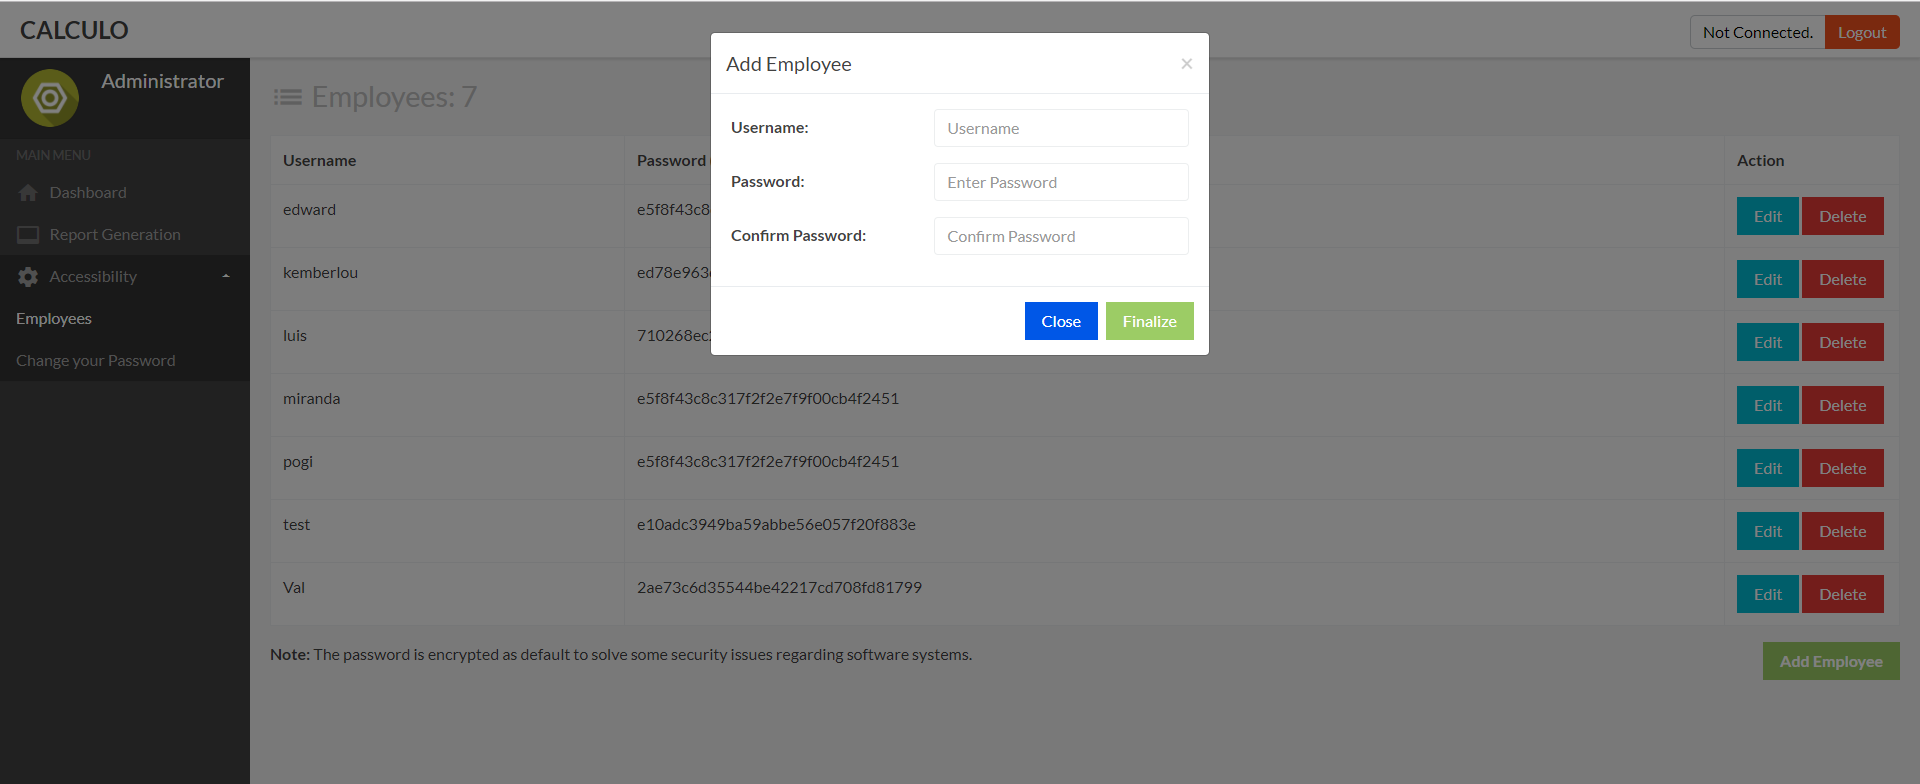 CALCULO
Not Connected.
Logout
Administrator
MAIN MENU
Dashboard
Report Generation
Accessibility
Employees
Change your Password
Employees: 7
Username
Password
Action
edward
e5f8f43c8
Edit
Delete
kemberlou
ed78e963
Edit
Delete
luis
710268ec
Edit
Delete
miranda
e5f8f43c8c317f2f2e7f9f00cb4f2451
Edit
Delete
pogi
e5f8f43c8c317f2f2e7f9f00cb4f2451
Edit
Delete
test
e10adc3949ba59abbe56e057f20f883e
Edit
Delete
Val
2ae73c6d35544be42217cd708fd81799
Edit
Delete
Note: The password is encrypted as default to solve some security issues regarding software systems.
Add Employee
Add Employee
×
Username:
Username
Password:
Enter Password
Confirm Password:
Confirm Password
Close
Finalize